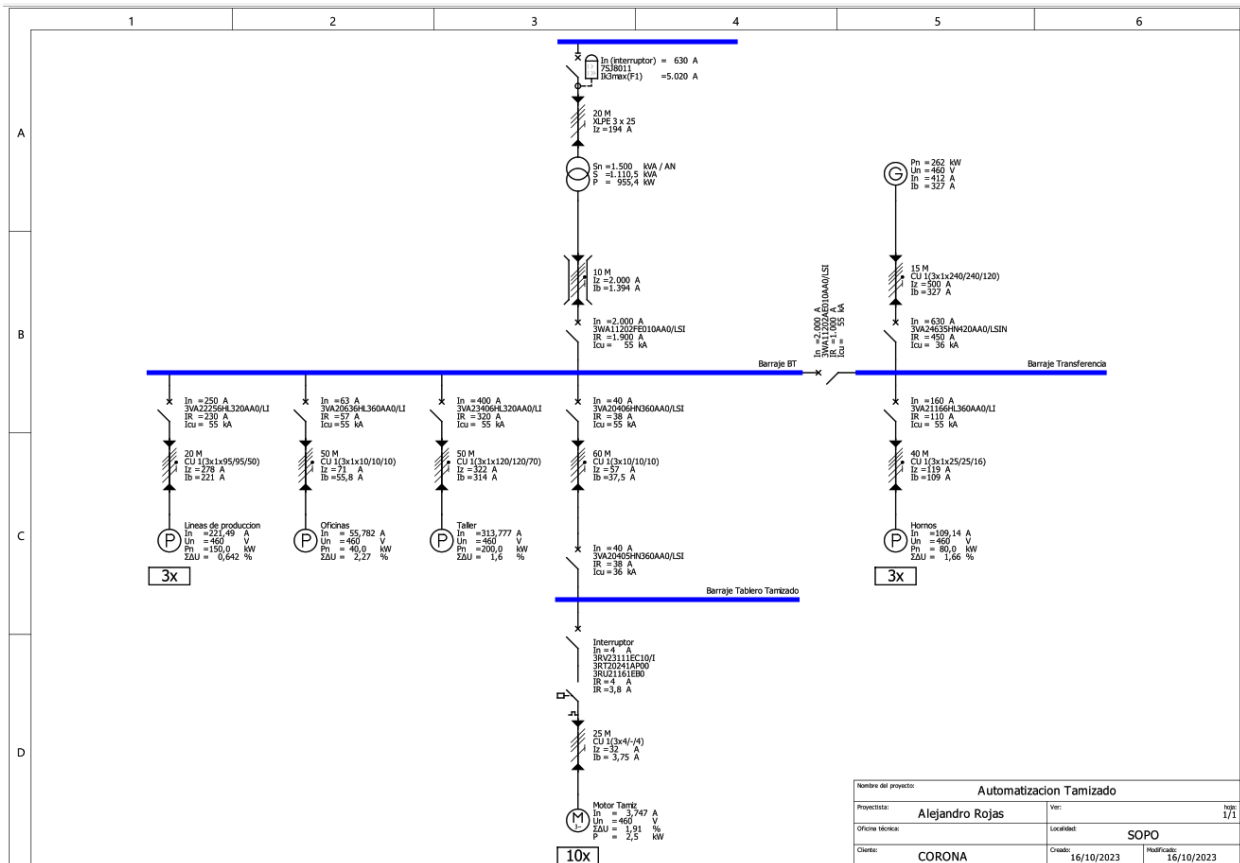 1 2 3 4 5 6
A
B
C
D
In (interruptor) = 630 A
7SJ8011
Ik3max(F1) =5.020 A
20 M
XLPE 3 x 25
Iz =194 A
Sn =1.500 kVA / AN
S =1.110,5 kVA
P = 955,4 kW
G
Pn =262 kW
Un =460 V
In =412 A
Ib =327 A
10 M
Iz =2.000 A
Ib =1.394 A
In =2.000 A
3WA11202FE010AA0/LSI
IR =1.900 A
Icu = 55 kA
In =2.000 A
3WA11202AE010AA0/LSI
IR =1.000 A
Icu = 55 kA
15 M
CU 1(3x1x240/240/120)
Iz =500 A
Ib =327 A
In =630 A
3VA24635HN420AA0/LSIN
IR =450 A
Icu = 36 kA
Barraje BT
Barraje Transferencia
In =250 A
3VA22256HL320AA0/LI
IR =230 A
Icu = 55 kA
20 M
CU 1(3x1x95/95/50)
Iz =278 A
Ib =221 A
P
Lineas de produccion
In =221,49 A
Un =460 V
Pn =150,0 kW
ΣΔU = 0,642 %
3x
In =63 A
3VA20636HL360AA0/LI
IR =57 A
Icu =55 kA
50 M
CU 1(3x1x10/10/10)
Iz =71 A
Ib =55,8 A
P
Oficinas
In = 55,782 A
Un =460 V
Pn = 40,0 kW
ΣΔU = 2,27 %
In =400 A
3VA23406HL320AA0/LI
IR =320 A
Icu = 55 kA
50 M
CU 1(3x1x120/120/70)
Iz =322 A
Ib =314 A
P
Taller
In =313,777 A
Un =460 V
Pn =200,0 kW
ΣΔU = 1,6 %
In =40 A
3VA20406HN360AA0/LSI
IR =38 A
Icu =55 kA
60 M
CU 1(3x10/10/10)
Iz = 57 A
Ib =37,5 A
In =40 A
3VA20405HN360AA0/LSI
IR =38 A
Icu =36 kA
In =160 A
3VA21166HL360AA0/LI
IR =110 A
Icu = 55 kA
40 M
CU 1(3x1x25/25/16)
Iz =119 A
Ib =109 A
P
Hornos
In =109,14 A
Un =460 V
Pn = 80,0 kW
ΣΔU = 1,66 %
3x
Barraje Tablero Tamizado
Interruptor
In =4 A
3RV23111EC10/I
3RT20241AP00
3RU21161EB0
IR =4 A
IR =3,8 A
25 M
CU 1(3x4/-/4)
Iz =32 A
Ib = 3,75 A
M
3~
Motor Tamiz
In = 3,747 A
Un =460 V
ΣΔU = 1,91 %
P = 2,5 kW
10x
Nombre del proyecto: Automatizacion Tamizado
Proyectista: Alejandro Rojas Ver: hoja: 1/1
Oficina técnica: Localidad: SOPO
Cliente: CORONA Creado: 16/10/2023 Modificado: 16/10/2023